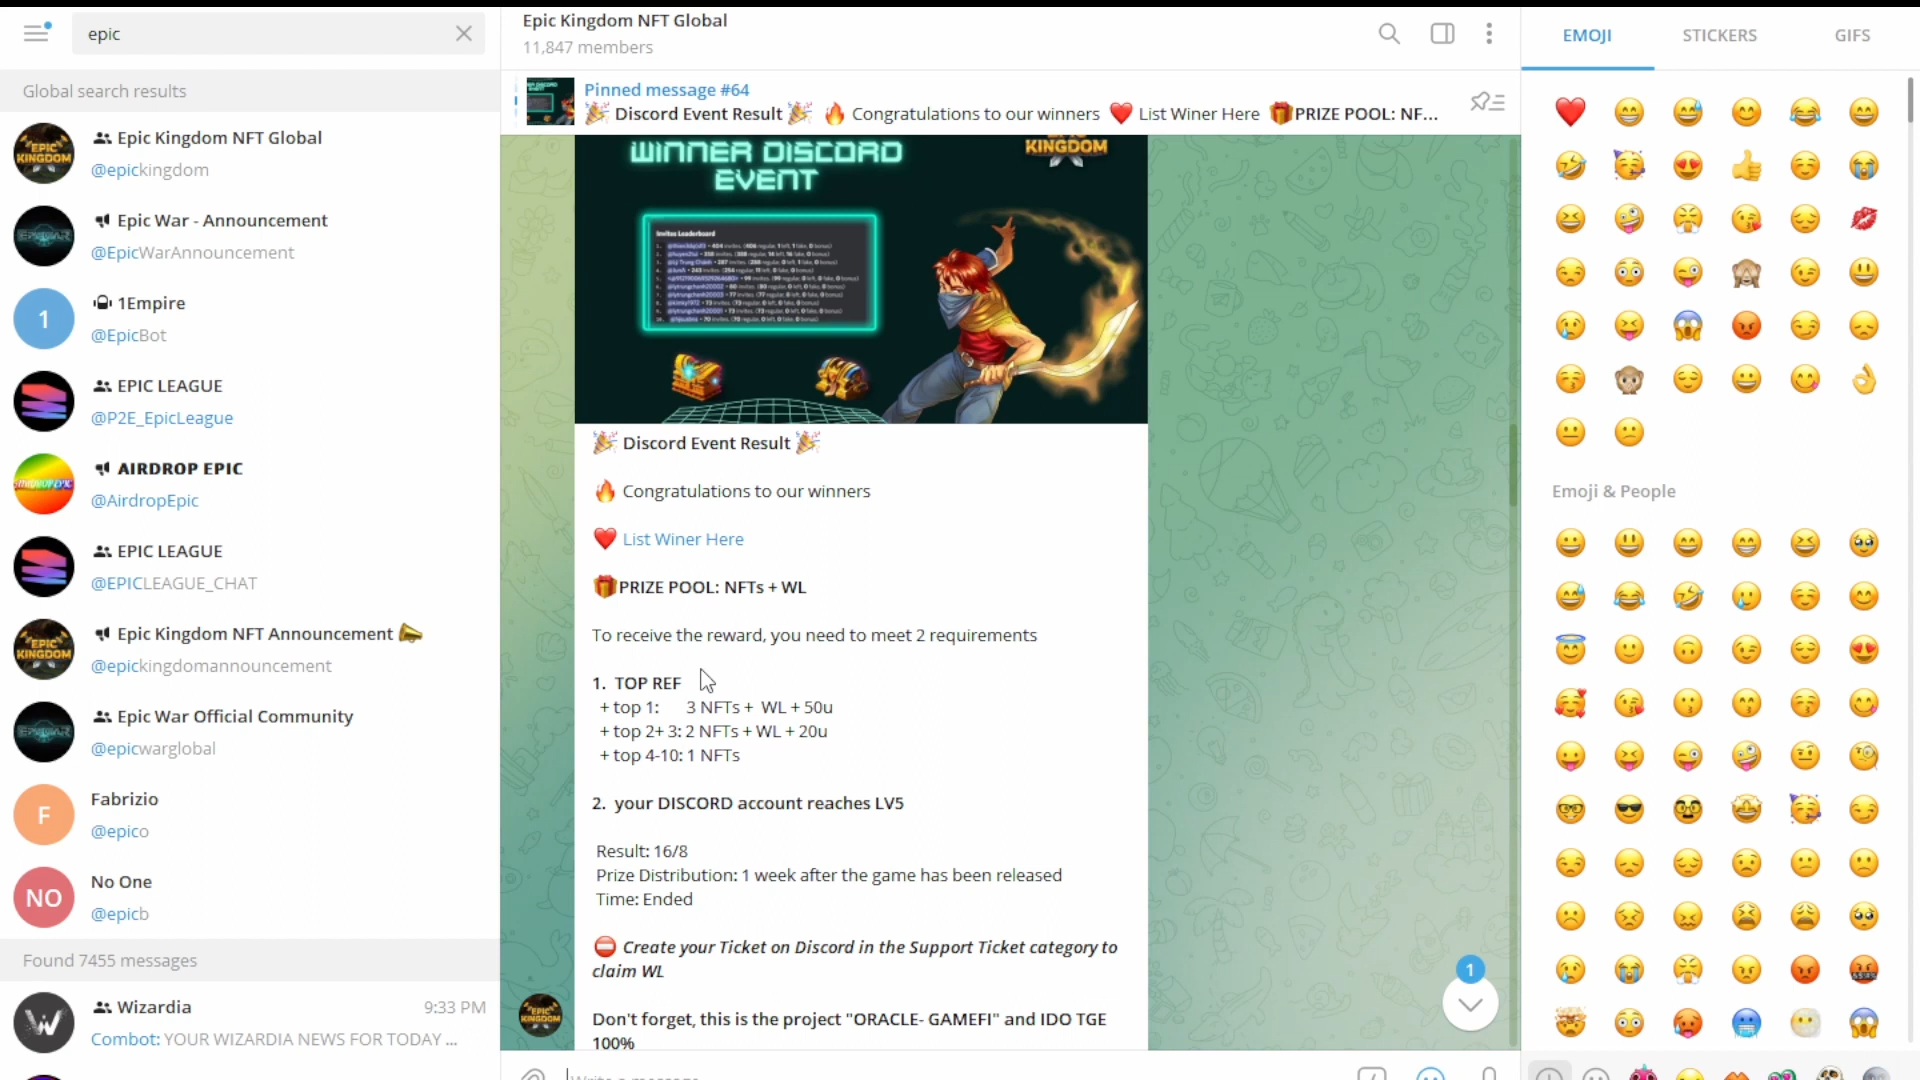 epic
Global search results
Epic Kingdom NFT Global
@epickingdom
Epic War - Announcement
@EpicWarAnnouncement
1
1Empire
@EpicBot
EPIC LEAGUE
@P2E_EpicLeague
AIRDROP EPIC
@AirdropEpic
EPIC LEAGUE
@EPICLEAGUE_CHAT
EPIC KINGDOM
Epic Kingdom NFT Announcement
@epickingdomannouncement
Epic War Official Community
@epicwarglobal
F
Fabrizio
@epico
NO
No One
@epicb
Found 7455 messages
W
Wizardia
9:33 PM
Combot: YOUR WIZARDIA NEWS FOR TODAY ...
Epic Kingdom NFT Global
11,847 members
Pinned message #64
🎉 Discord Event Result 🎉 🔥 Congratulations to our winners ❤️ List Winer Here 🎁PRIZE POOL: NF...
WINNER DISCORD
EVENT
KINGDOM
Invites Leaderboard
🎉 Discord Event Result 🎉
🔥 Congratulations to our winners
❤️ List Winer Here
🎁PRIZE POOL: NFTs + WL
To receive the reward, you need to meet 2 requirements
1. TOP REF
+ top 1: 3 NFTs + WL + 50u
+ top 2+ 3: 2 NFTs + WL + 20u
+ top 4-10: 1 NFTs
2. your DISCORD account reaches LV5
Result: 16/8
Prize Distribution: 1 week after the game has been released
Time: Ended
⛔ Create your Ticket on Discord in the Support Ticket category to
claim WL
Don't forget, this is the project "ORACLE- GAMEFI" and IDO TGE
100%
1
Write a message...
EMOJI
STICKERS
GIFS
Emoji & People